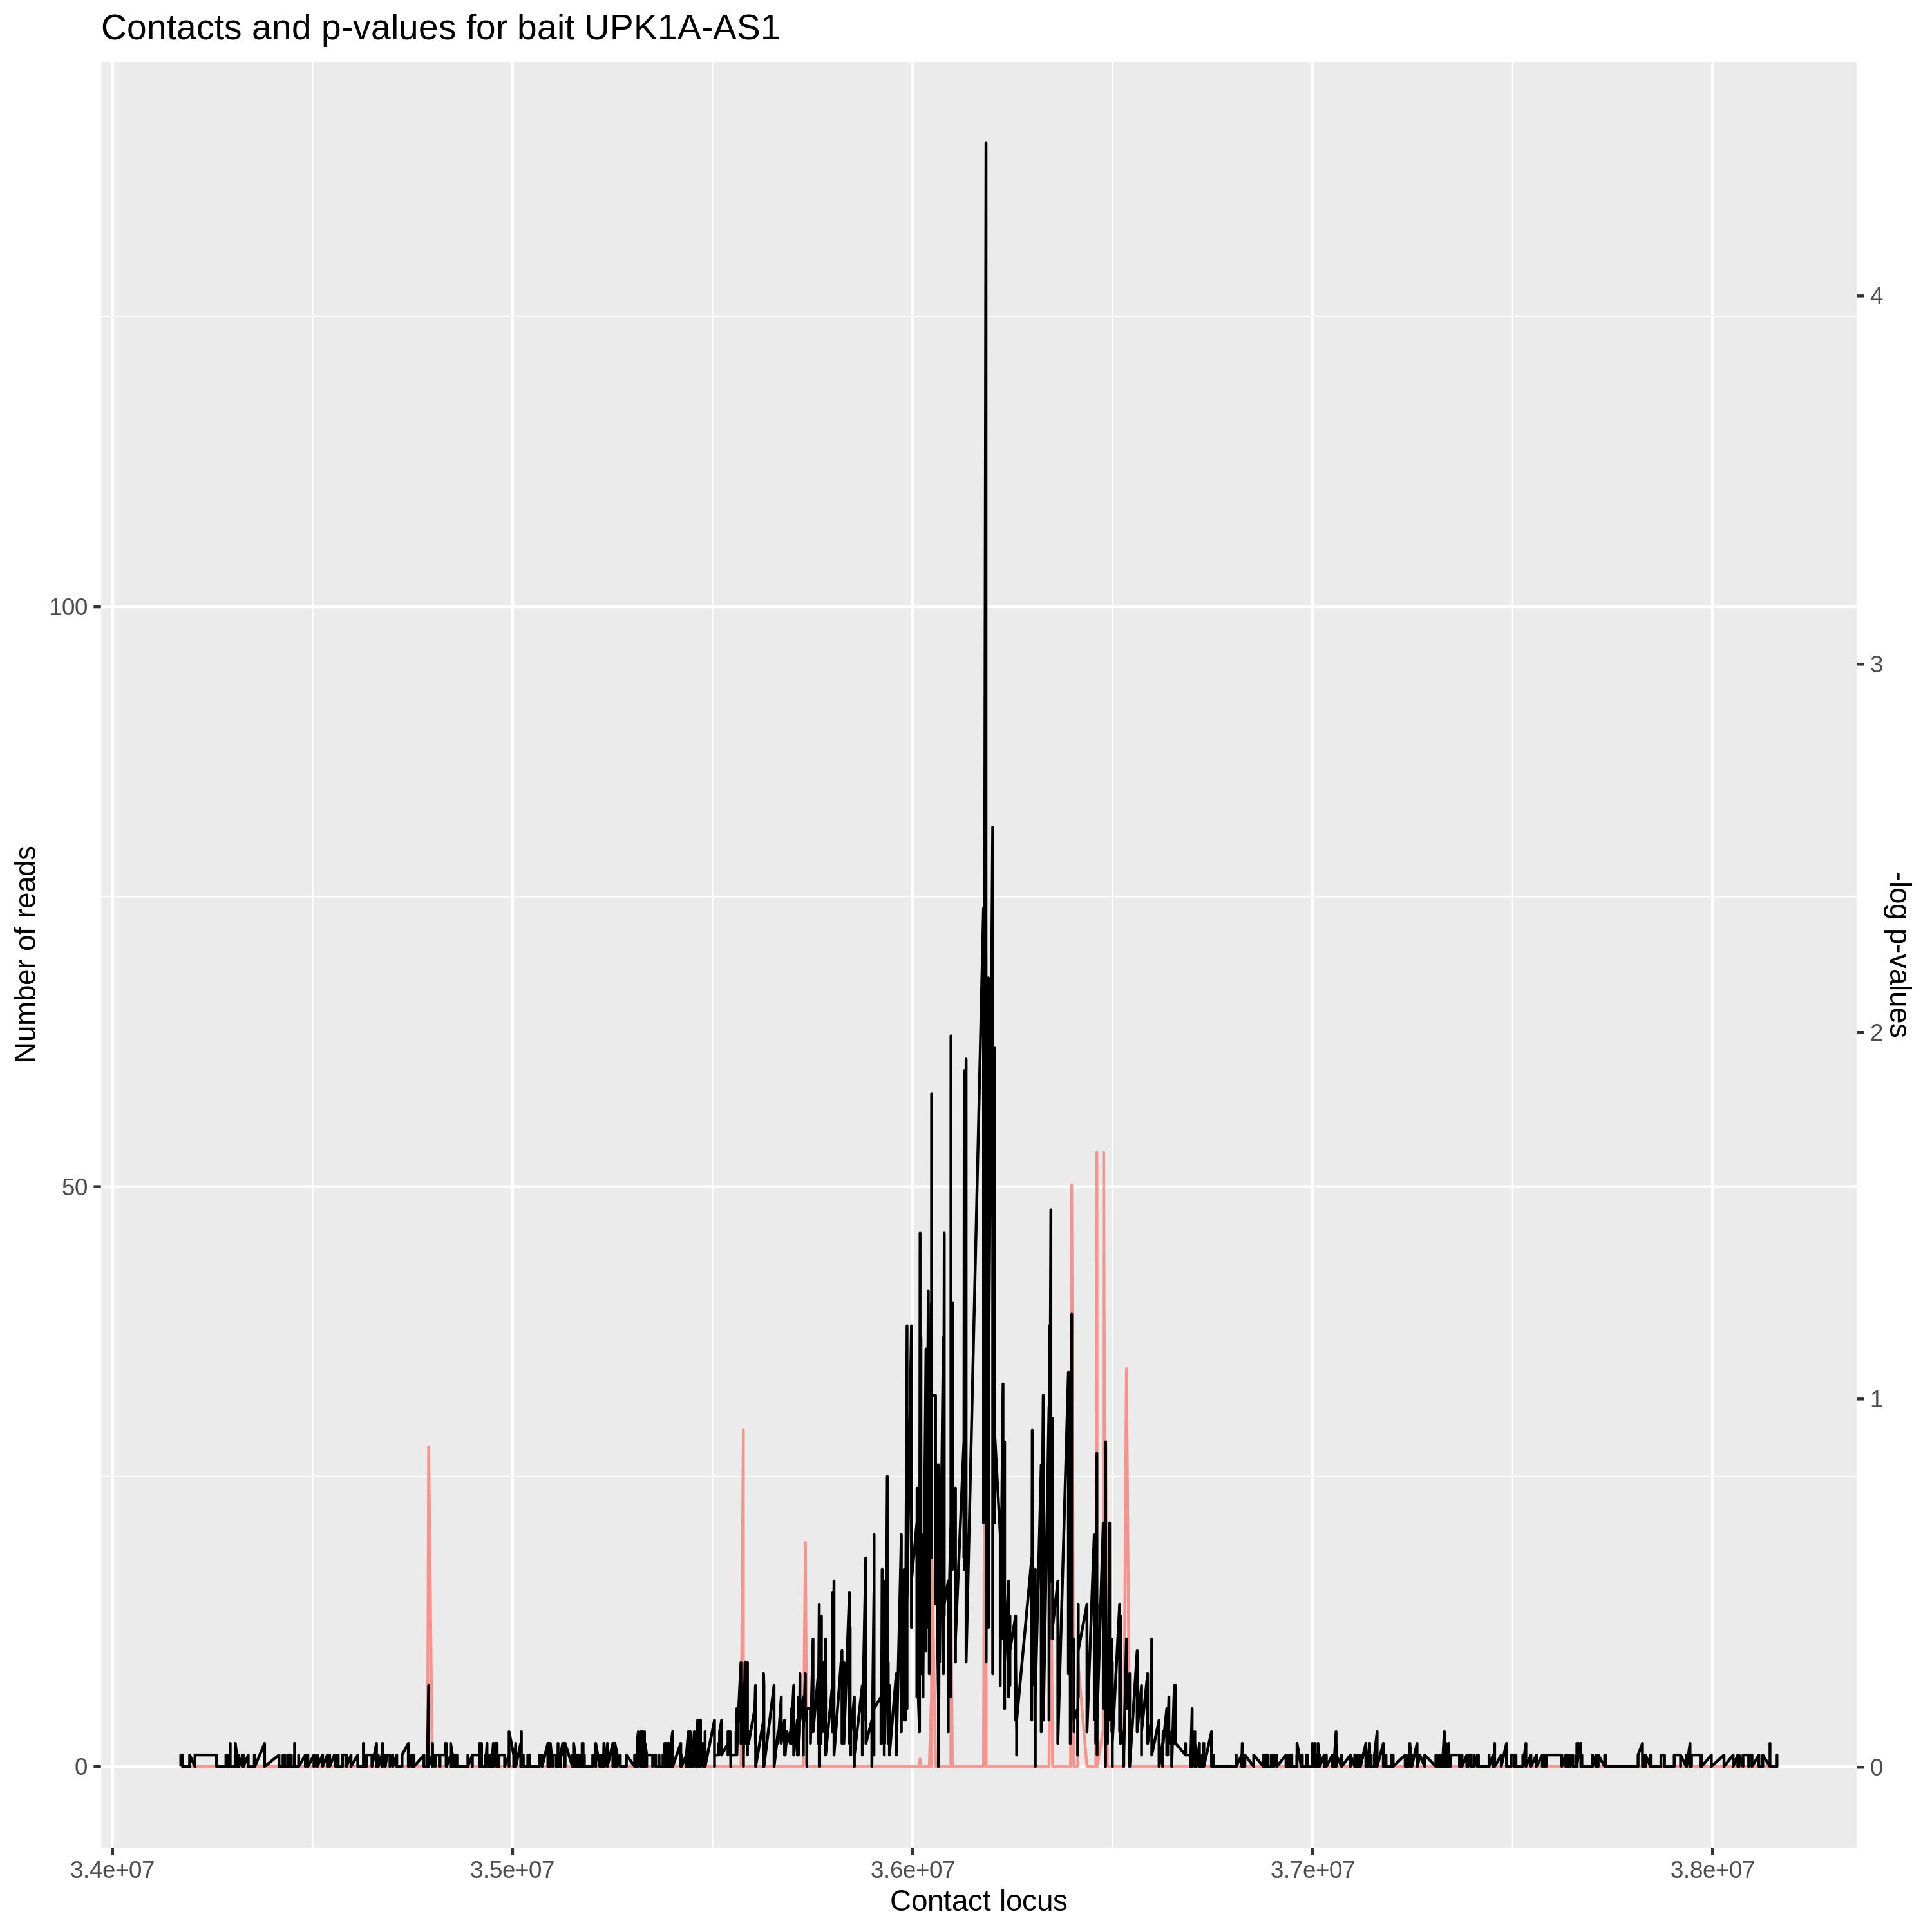 Contacts and p-values for bait UPK1A-AS1
Number of reads
100
50
0
4
3
2
1
0
-log p-values
3.4e+07 3.5e+07 3.6e+07 3.7e+07 3.8e+07
Contact locus